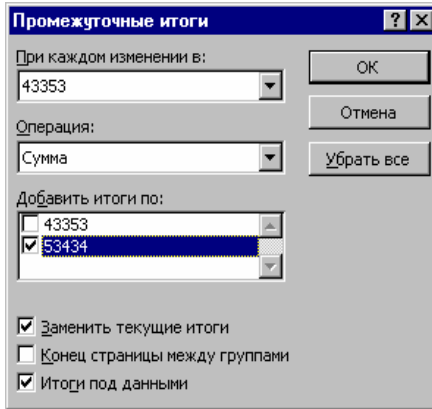 Промежуточные итоги
При каждом изменении в:
43353
Операция:
Сумма
Добавить итоги по:
43353
53434
Заменить текущие итоги
Конец страницы между группами
Итоги под данными
ОК
Отмена
Убрать все